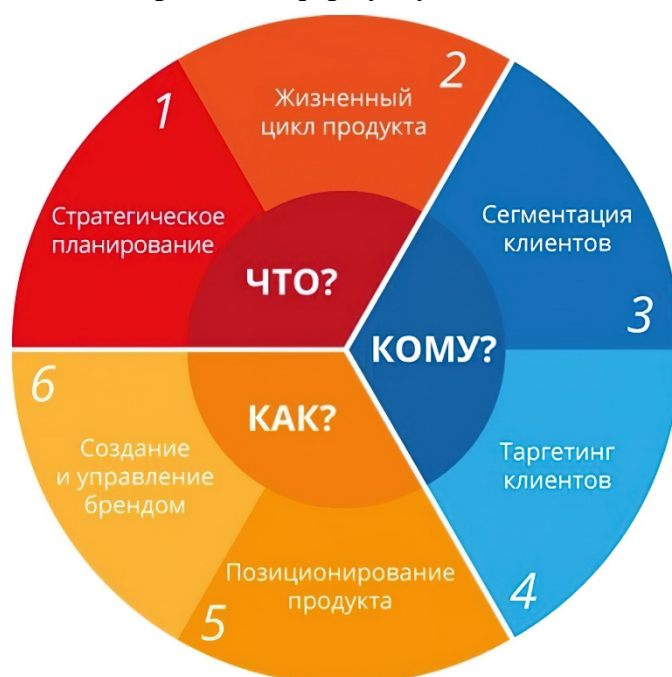 1
Стратегическое
планирование
2
Жизненный
цикл продукта
ЧТО?
3
Сегментация
клиентов
КОМУ?
4
Таргетинг
клиентов
КАК?
5
Позиционирование
продукта
6
Создание
и управление
брендом